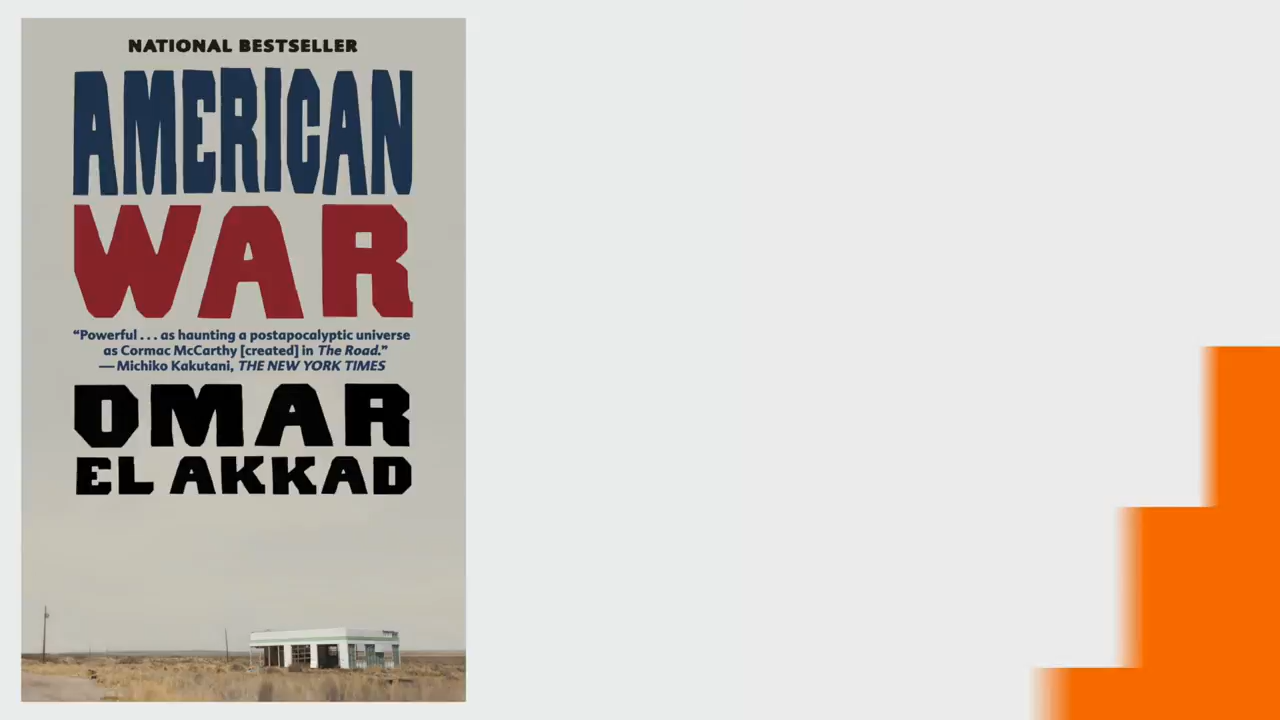 NATIONAL BESTSELLER
AMERICAN
WAR
“Powerful . . . as haunting a postapocalyptic universe
as Cormac McCarthy [created] in The Road.”
— Michiko Kakutani, THE NEW YORK TIMES
OMAR
EL AKKAD